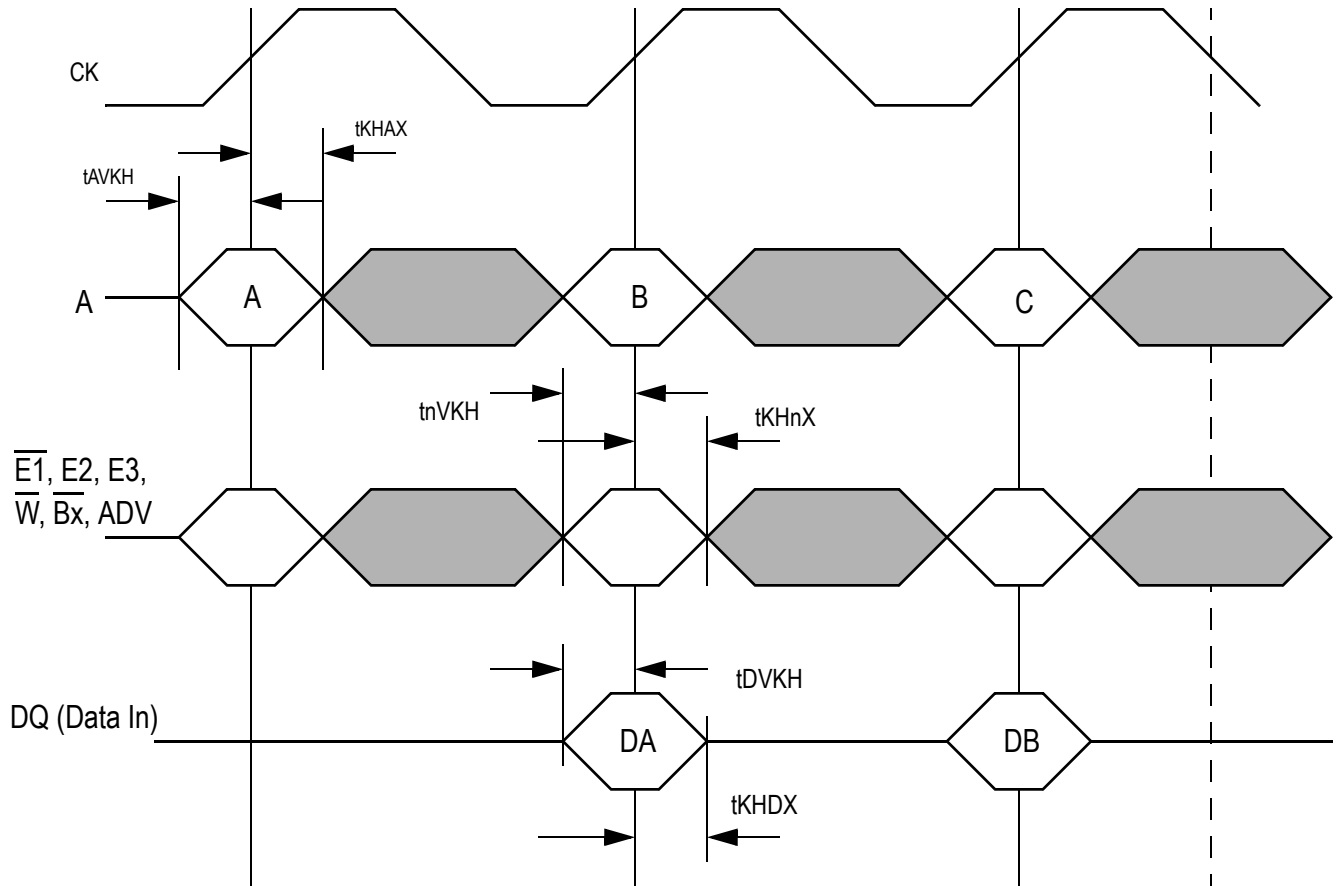 CK
tKHAX
tAVKH
A
A
B
C
tnVKH
tKHnX
E1, E2, E3,
W, Bx, ADV
tDVKH
DQ (Data In)
DA
DB
tKHDX